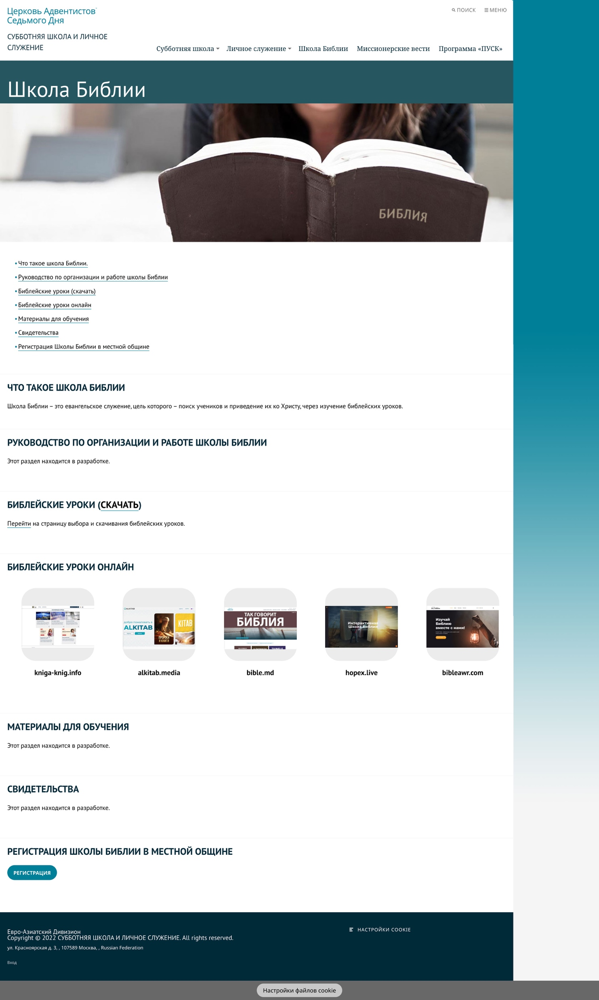 Церковь Адвентистов
Седьмого Дня
ПОИСК МЕНЮ
СУББОТНЯЯ ШКОЛА И ЛИЧНОЕ
СЛУЖЕНИЕ
Субботняя школа Личное служение Школа Библии Миссионерские вести Программа «ПУСК»
Школа Библии
БИБЛИЯ
• Что такое школа Библии.
• Руководство по организации и работе школы Библии
• Библейские уроки (скачать)
• Библейские уроки онлайн
• Материалы для обучения
• Свидетельства
• Регистрация Школы Библии в местной общине
ЧТО ТАКОЕ ШКОЛА БИБЛИИ
Школа Библии – это евангельское служение, цель которого – поиск учеников и приведение их ко Христу, через изучение библейских уроков.
РУКОВОДСТВО ПО ОРГАНИЗАЦИИ И РАБОТЕ ШКОЛЫ БИБЛИИ
Этот раздел находится в разработке.
БИБЛЕЙСКИЕ УРОКИ (СКАЧАТЬ)
Перейти на страницу выбора и скачивания библейских уроков.
БИБЛЕЙСКИЕ УРОКИ ОНЛАЙН
ALKITAB
добро пожаловать в
ALKITAB
ПРОРОКИ
И КНИГИ
KITAB
ТАК ГОВОРИТ
БИБЛИЯ
Интерактивная
Школа Библии
Изучай
Библию
вместе с нами!
kniga-knig.info
alkitab.media
bible.md
hopex.live
bibleawr.com
МАТЕРИАЛЫ ДЛЯ ОБУЧЕНИЯ
Этот раздел находится в разработке.
СВИДЕТЕЛЬСТВА
Этот раздел находится в разработке.
РЕГИСТРАЦИЯ ШКОЛЫ БИБЛИИ В МЕСТНОЙ ОБЩИНЕ
РЕГИСТРАЦИЯ
Евро-Азиатский Дивизион
Copyright © 2022 СУББОТНЯЯ ШКОЛА И ЛИЧНОЕ СЛУЖЕНИЕ. All rights reserved.
ул. Красноярская д. 3, , 107589 Москва, , Russian Federation
Вход
НАСТРОЙКИ COOKIE
Настройки файлов cookie